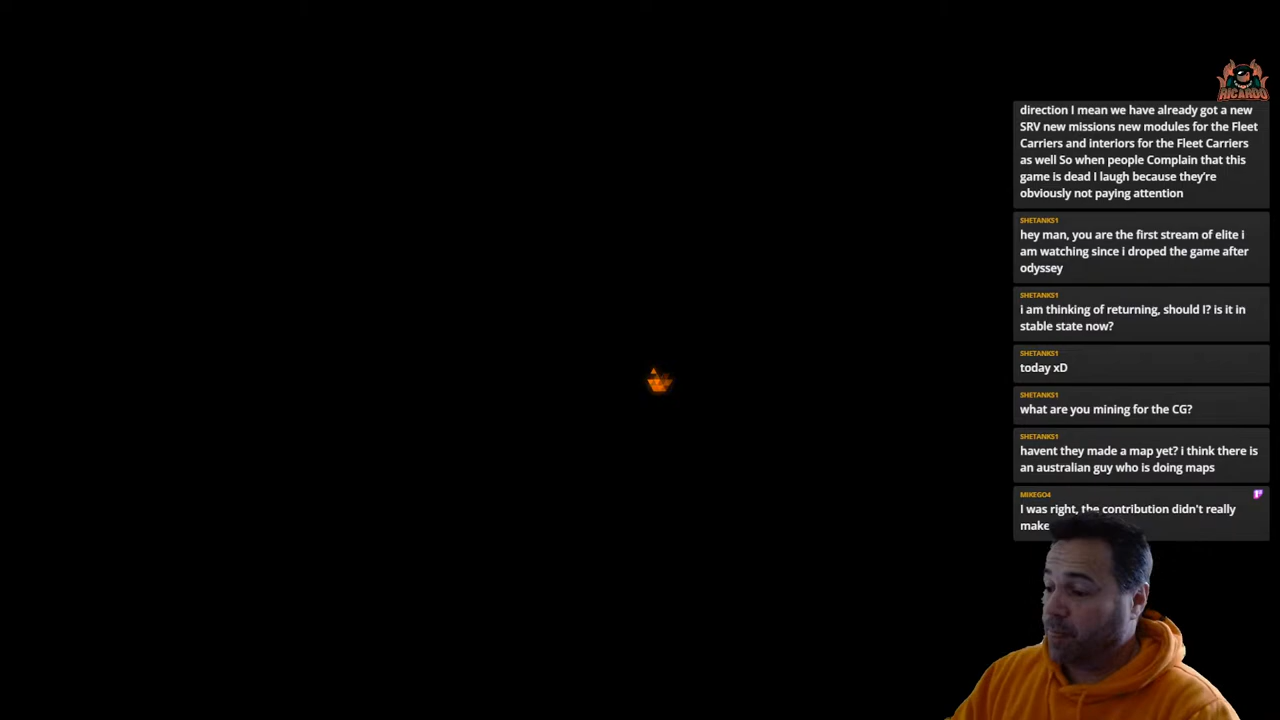 RICARDO
direction I mean we have already got a new
SRV new missions new modules for the Fleet
Carriers and interiors for the Fleet Carriers
as well So when people Complain that this
game is dead I laugh because they're
obviously not paying attention
SHETANKS1
hey man, you are the first stream of elite i
am watching since i droped the game after
odyssey
SHETANKS1
i am thinking of returning, should I? is it in
stable state now?
SHETANKS1
today xD
SHETANKS1
what are you mining for the CG?
SHETANKS1
havent they made a map yet? i think there is
an australian guy who is doing maps
MIKEGO4
I was right, the contribution didn't really
make